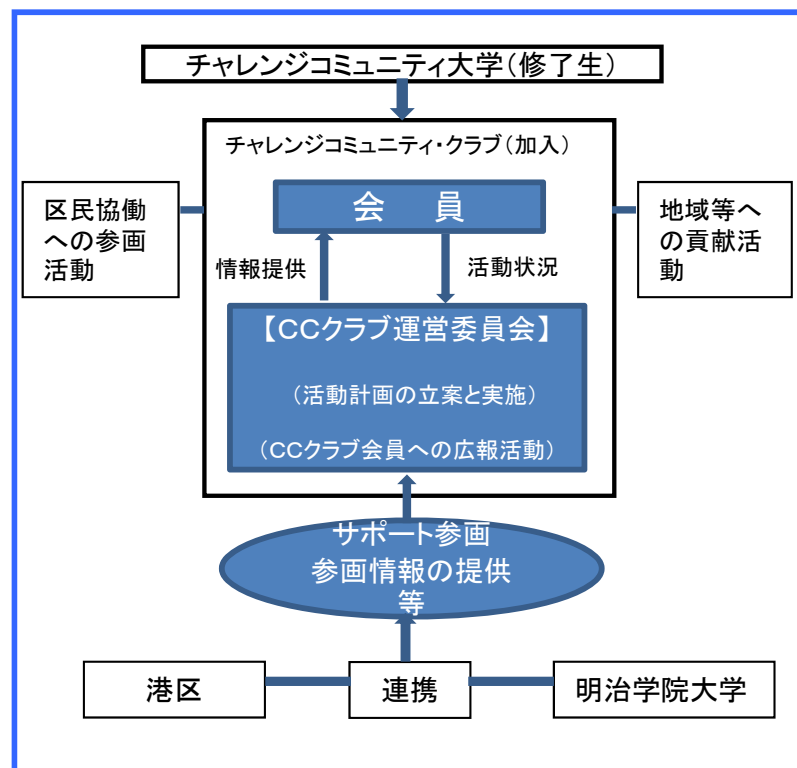 チャレンジコミュニティ大学（修了生）
チャレンジコミュニティ・クラブ（加入）
会　員
区民協働
への参画
活動
地域等へ
の貢献活
動
情報提供
活動状況
【CCクラブ運営委員会】
（活動計画の立案と実施）
（CCクラブ会員への広報活動）
サポート参画
参画情報の提供
等
港区
連携
明治学院大学